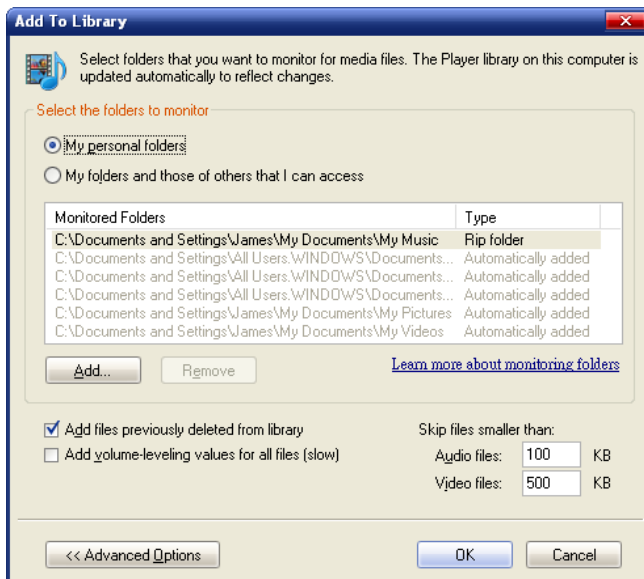 Add To Library
Select folders that you want to monitor for media files. The Player library on this computer is
updated automatically to reflect changes.
Select the folders to monitor
My personal folders
My folders and those of others that I can access
Monitored Folders Type
C:\Documents and Settings\James\My Documents\My Music Rip folder
C:\Documents and Settings\All Users.WINDOWS\Documents... Automatically added
C:\Documents and Settings\All Users.WINDOWS\Documents... Automatically added
C:\Documents and Settings\All Users.WINDOWS\Documents... Automatically added
C:\Documents and Settings\James\My Documents\My Pictures Automatically added
C:\Documents and Settings\James\My Documents\My Videos Automatically added
Add... Remove Learn more about monitoring folders
Add files previously deleted from library Skip files smaller than:
Add volume-leveling values for all files (slow) Audio files: 100 KB
Video files: 500 KB
<< Advanced Options OK Cancel